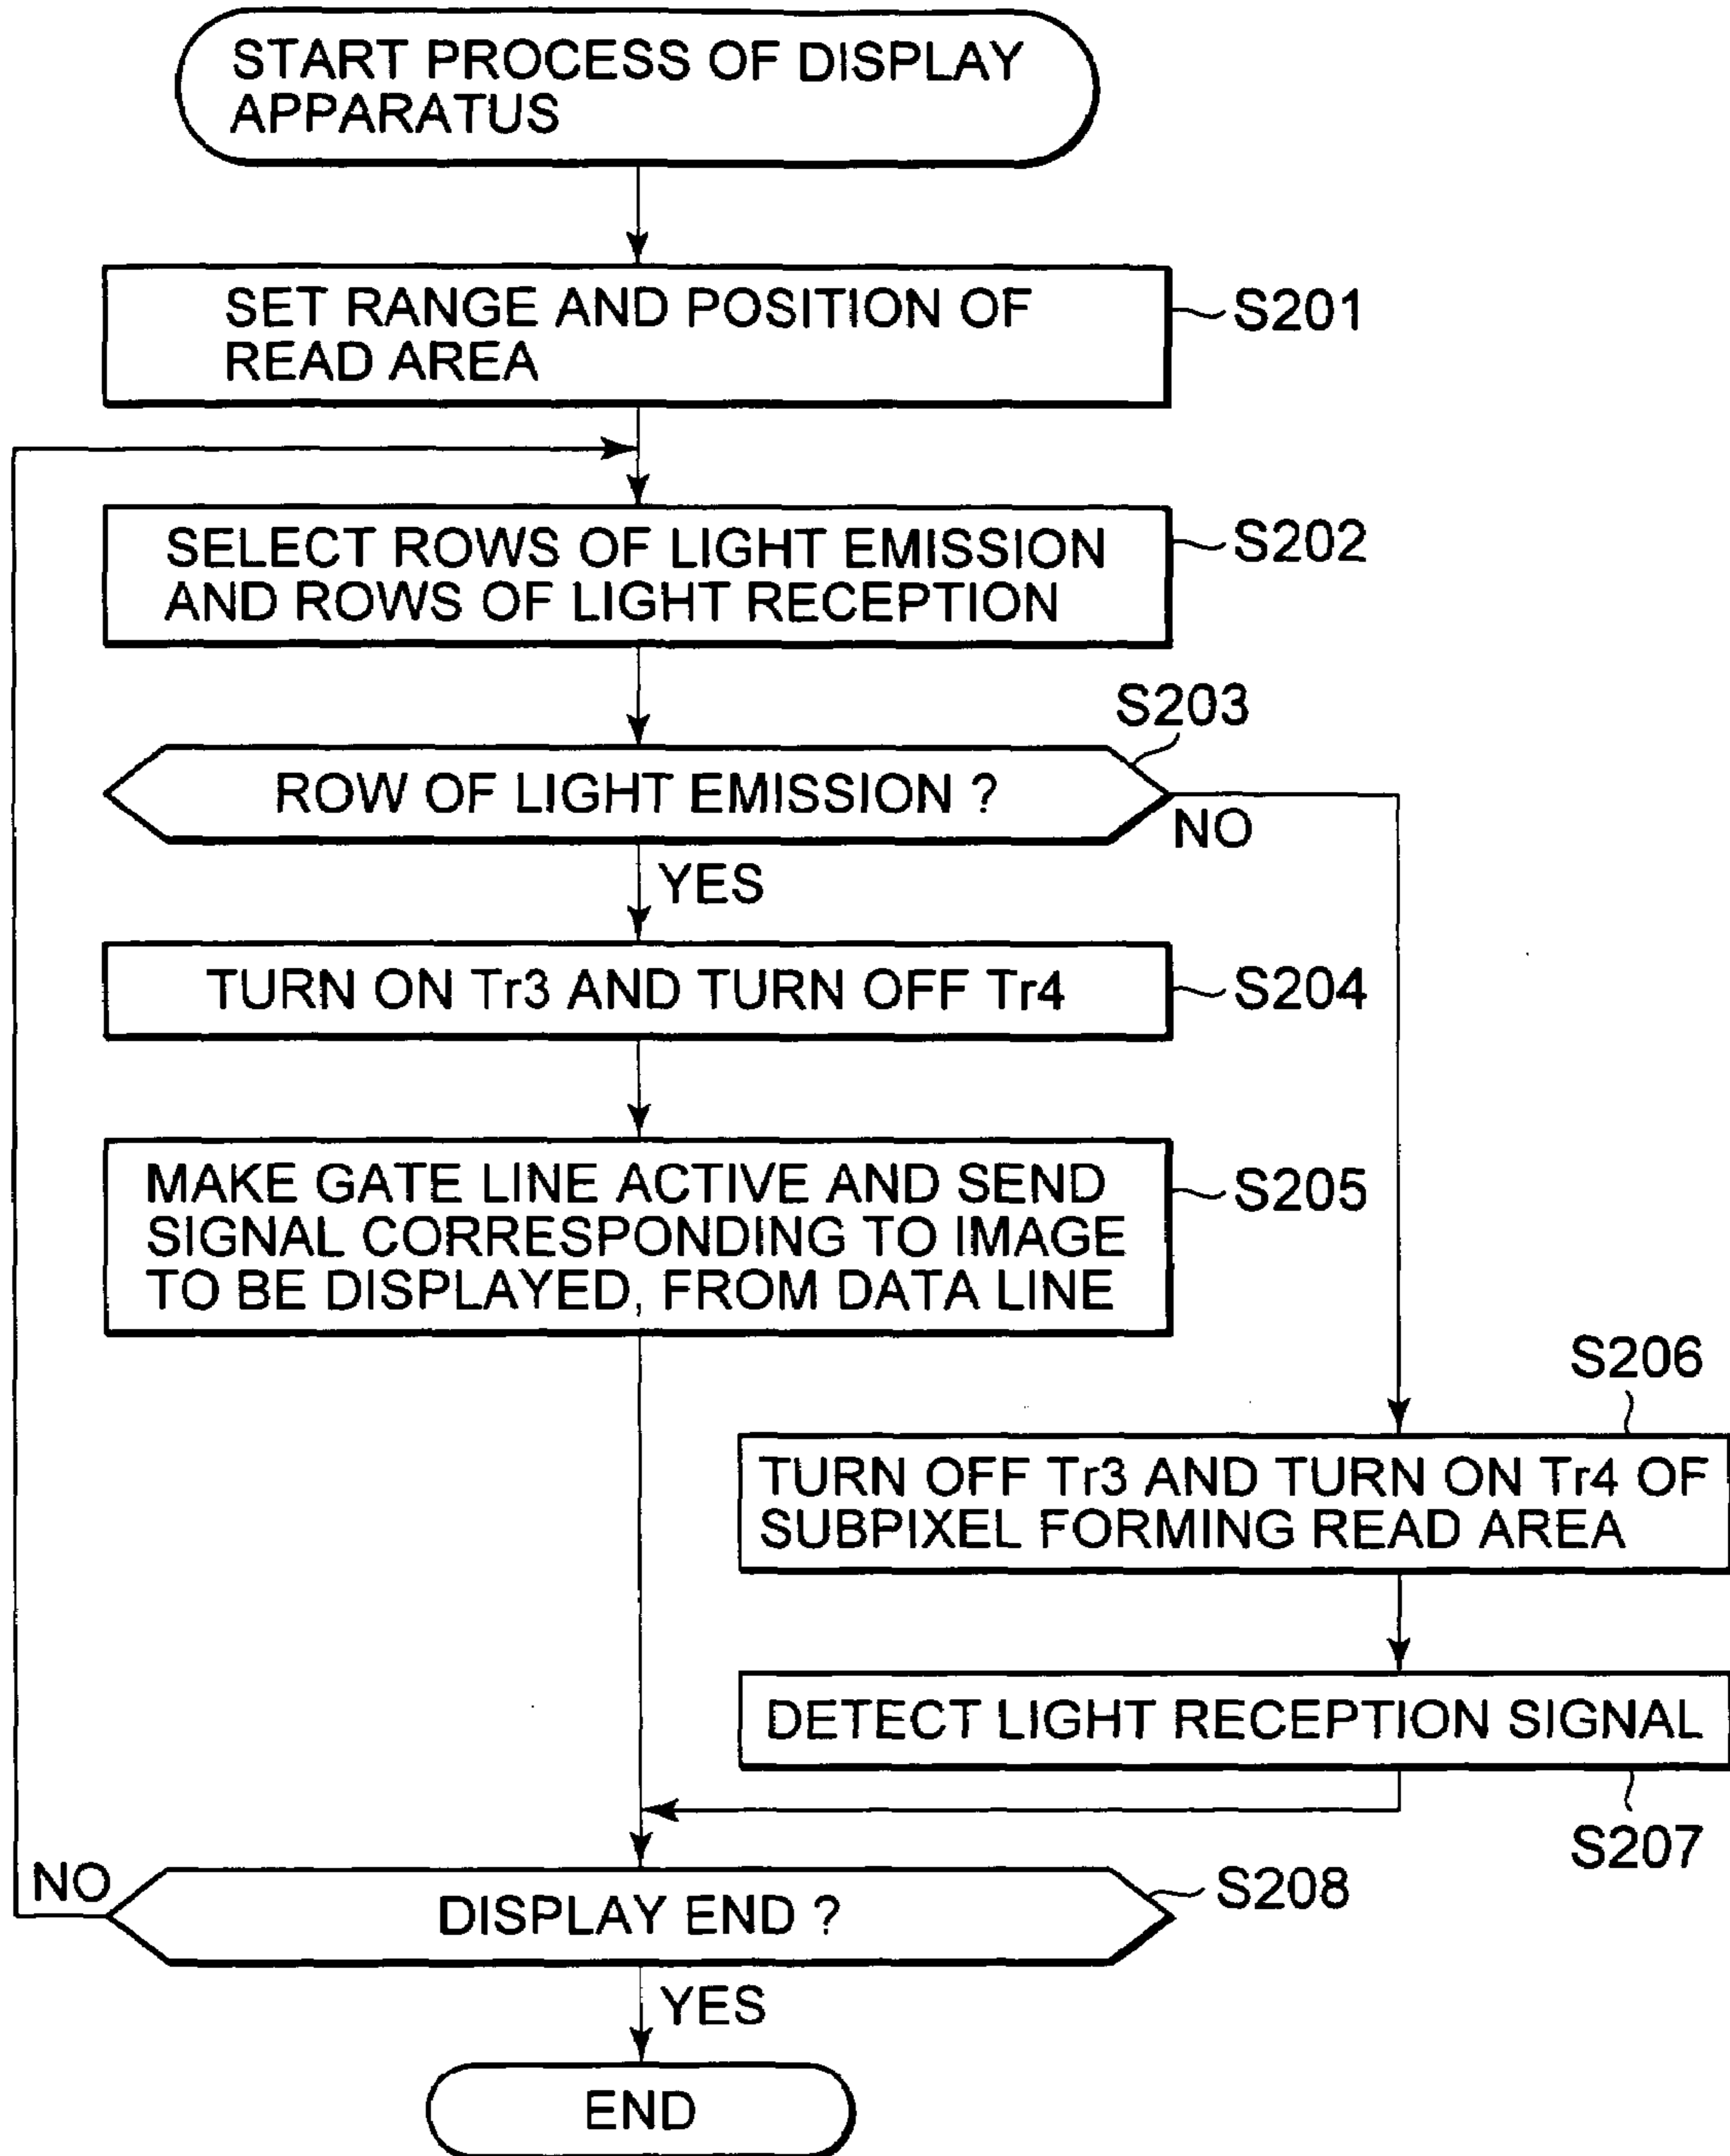 START PROCESS OF DISPLAY
APPARATUS
SET RANGE AND POSITION OF
READ AREA
S201
SELECT ROWS OF LIGHT EMISSION
AND ROWS OF LIGHT RECEPTION
S202
S203
ROW OF LIGHT EMISSION ?
NO
YES
TURN ON Tr3 AND TURN OFF Tr4
S204
MAKE GATE LINE ACTIVE AND SEND
SIGNAL CORRESPONDING TO IMAGE
TO BE DISPLAYED, FROM DATA LINE
S205
S206
TURN OFF Tr3 AND TURN ON Tr4 OF
SUBPIXEL FORMING READ AREA
DETECT LIGHT RECEPTION SIGNAL
S207
NO
DISPLAY END ?
S208
YES
END